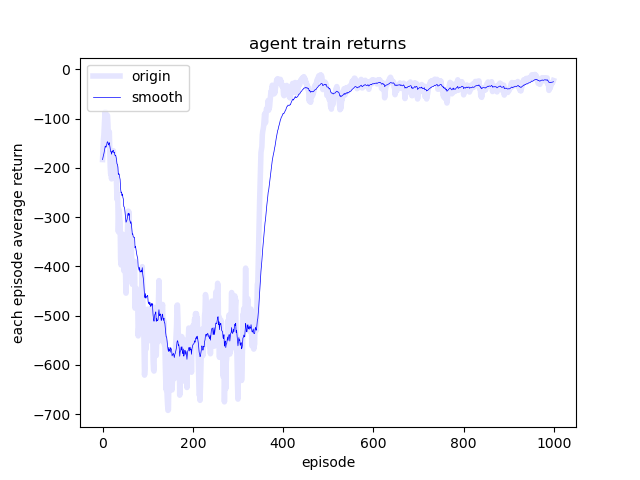 agent train returns
origin
smooth
each episode average return
0
−100
−200
−300
−400
−500
−600
−700
0
200
400
600
800
1000
episode